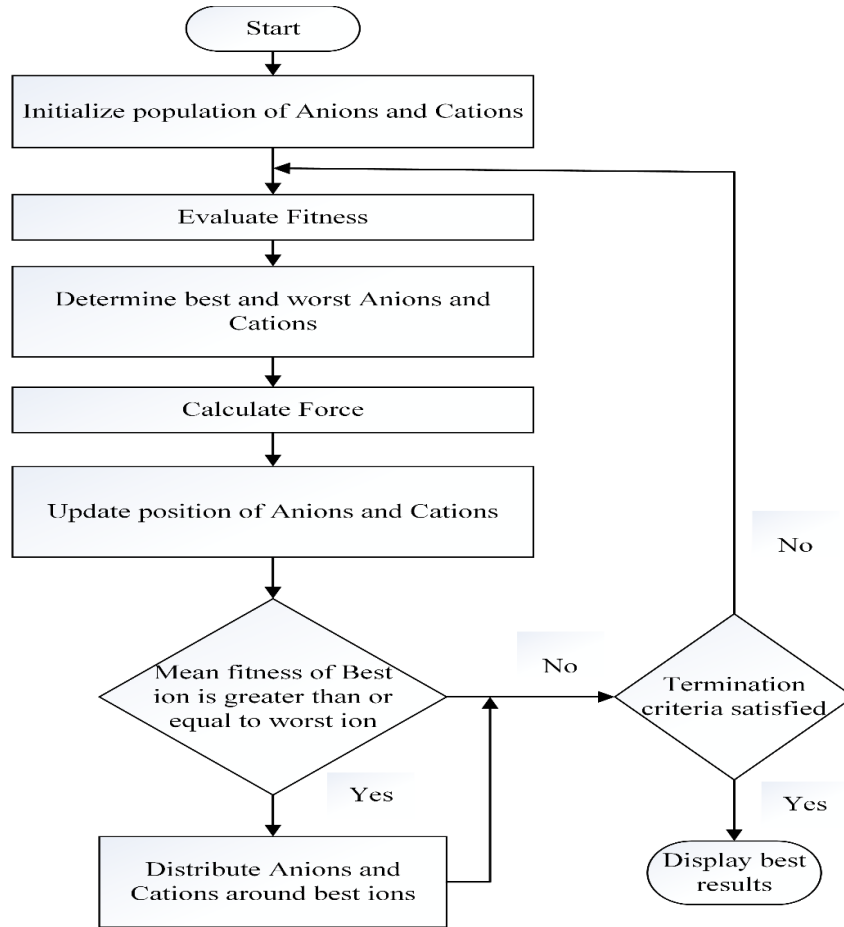 Start
Initialize population of Anions and Cations
Evaluate Fitness
Determine best and worst Anions and
Cations
Calculate Force
Update position of Anions and Cations
Mean fitness of Best
ion is greater than or
equal to worst ion
Yes
Distribute Anions and
Cations around best ions
No
Termination
criteria satisfied
No
Yes
Display best
results